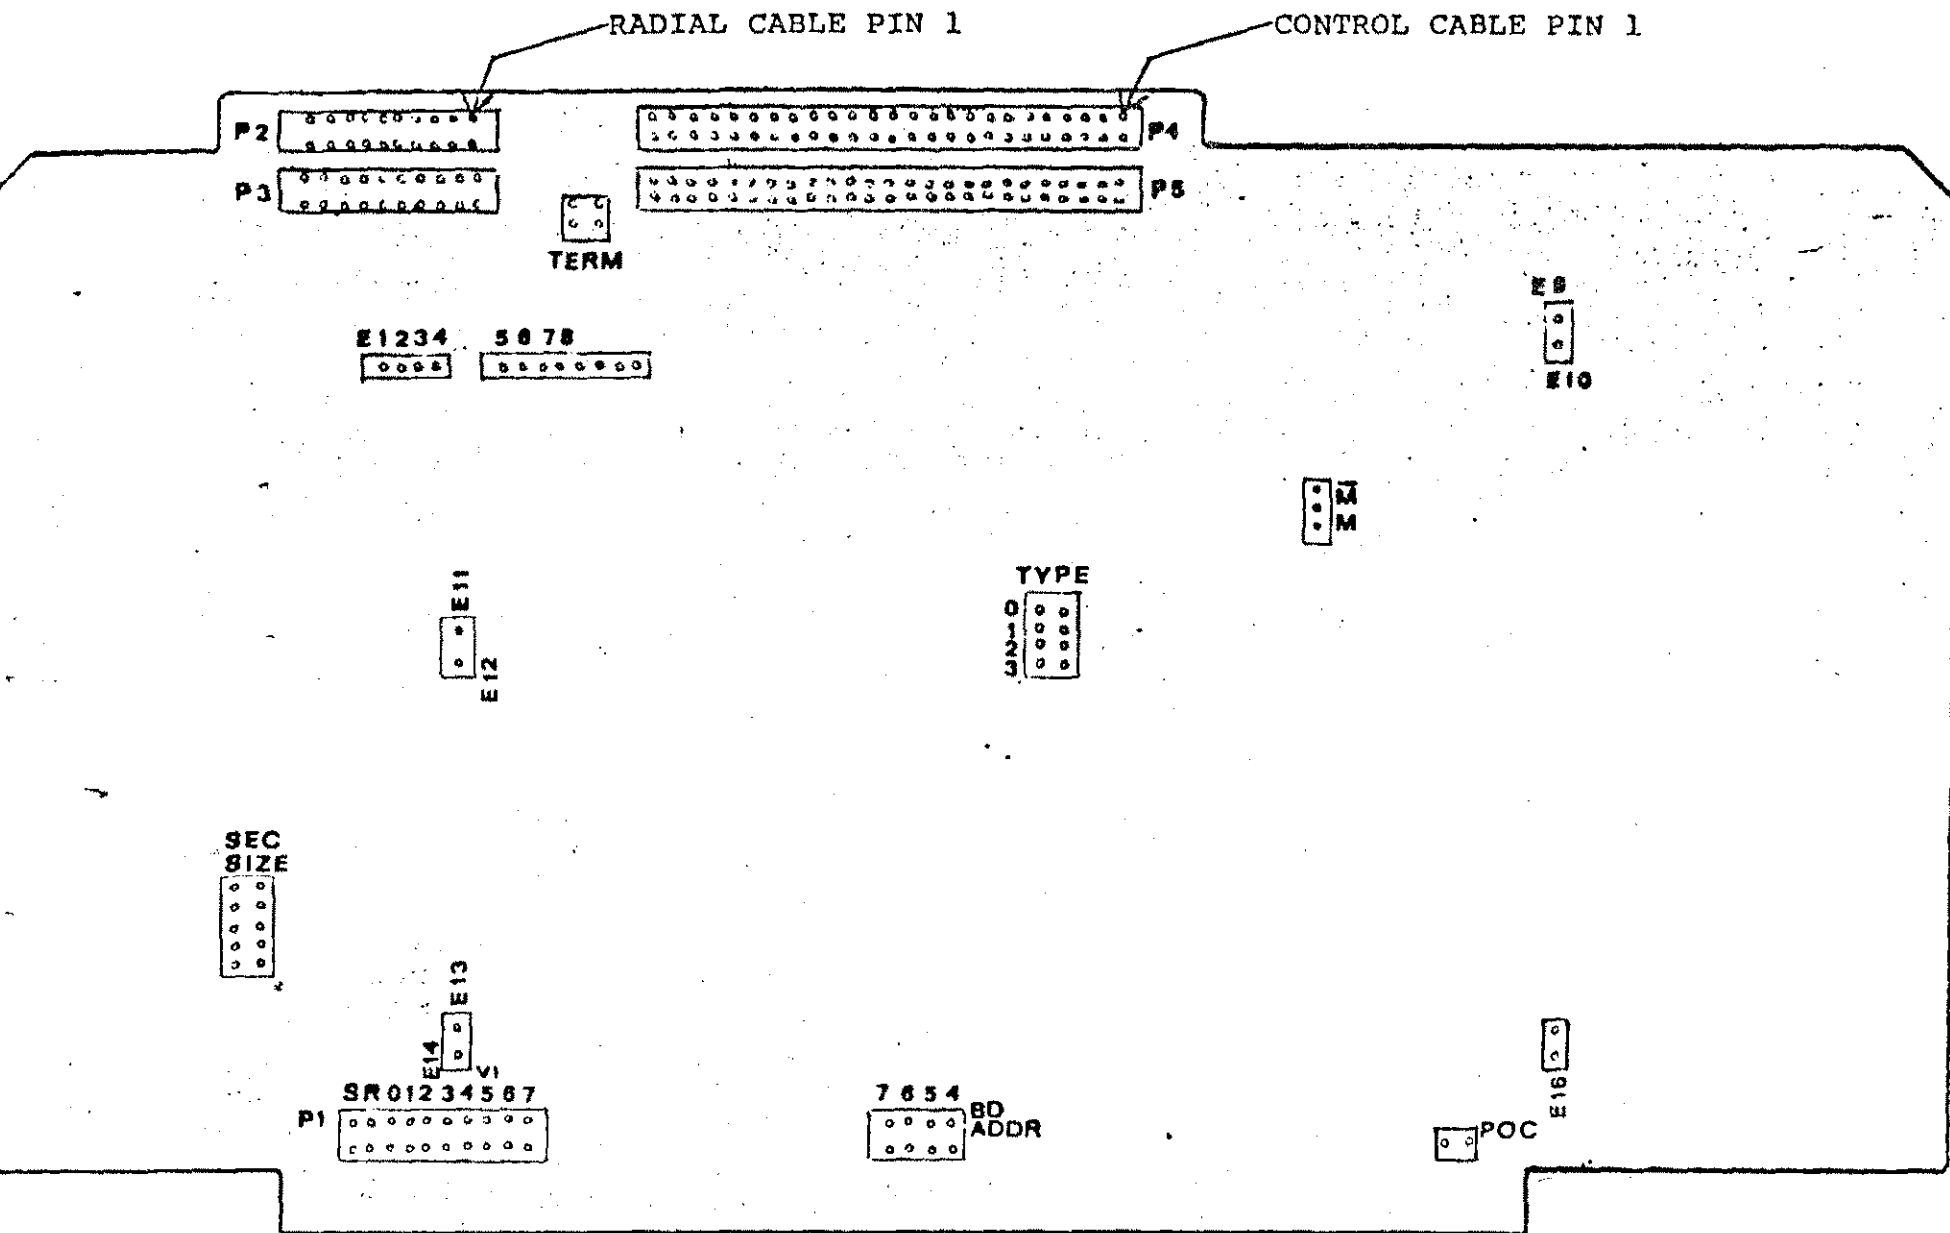 RADIAL CABLE PIN 1
CONTROL CABLE PIN 1
P2
P4
P3
P5
TERM
E9
E1234 5678
E10
M̅
M
E11
TYPE
0
1
2
3
E12
SEC
SIZE
E13
E14
VI
SR01234567
P1
7654
BD
ADDR
E16
POC